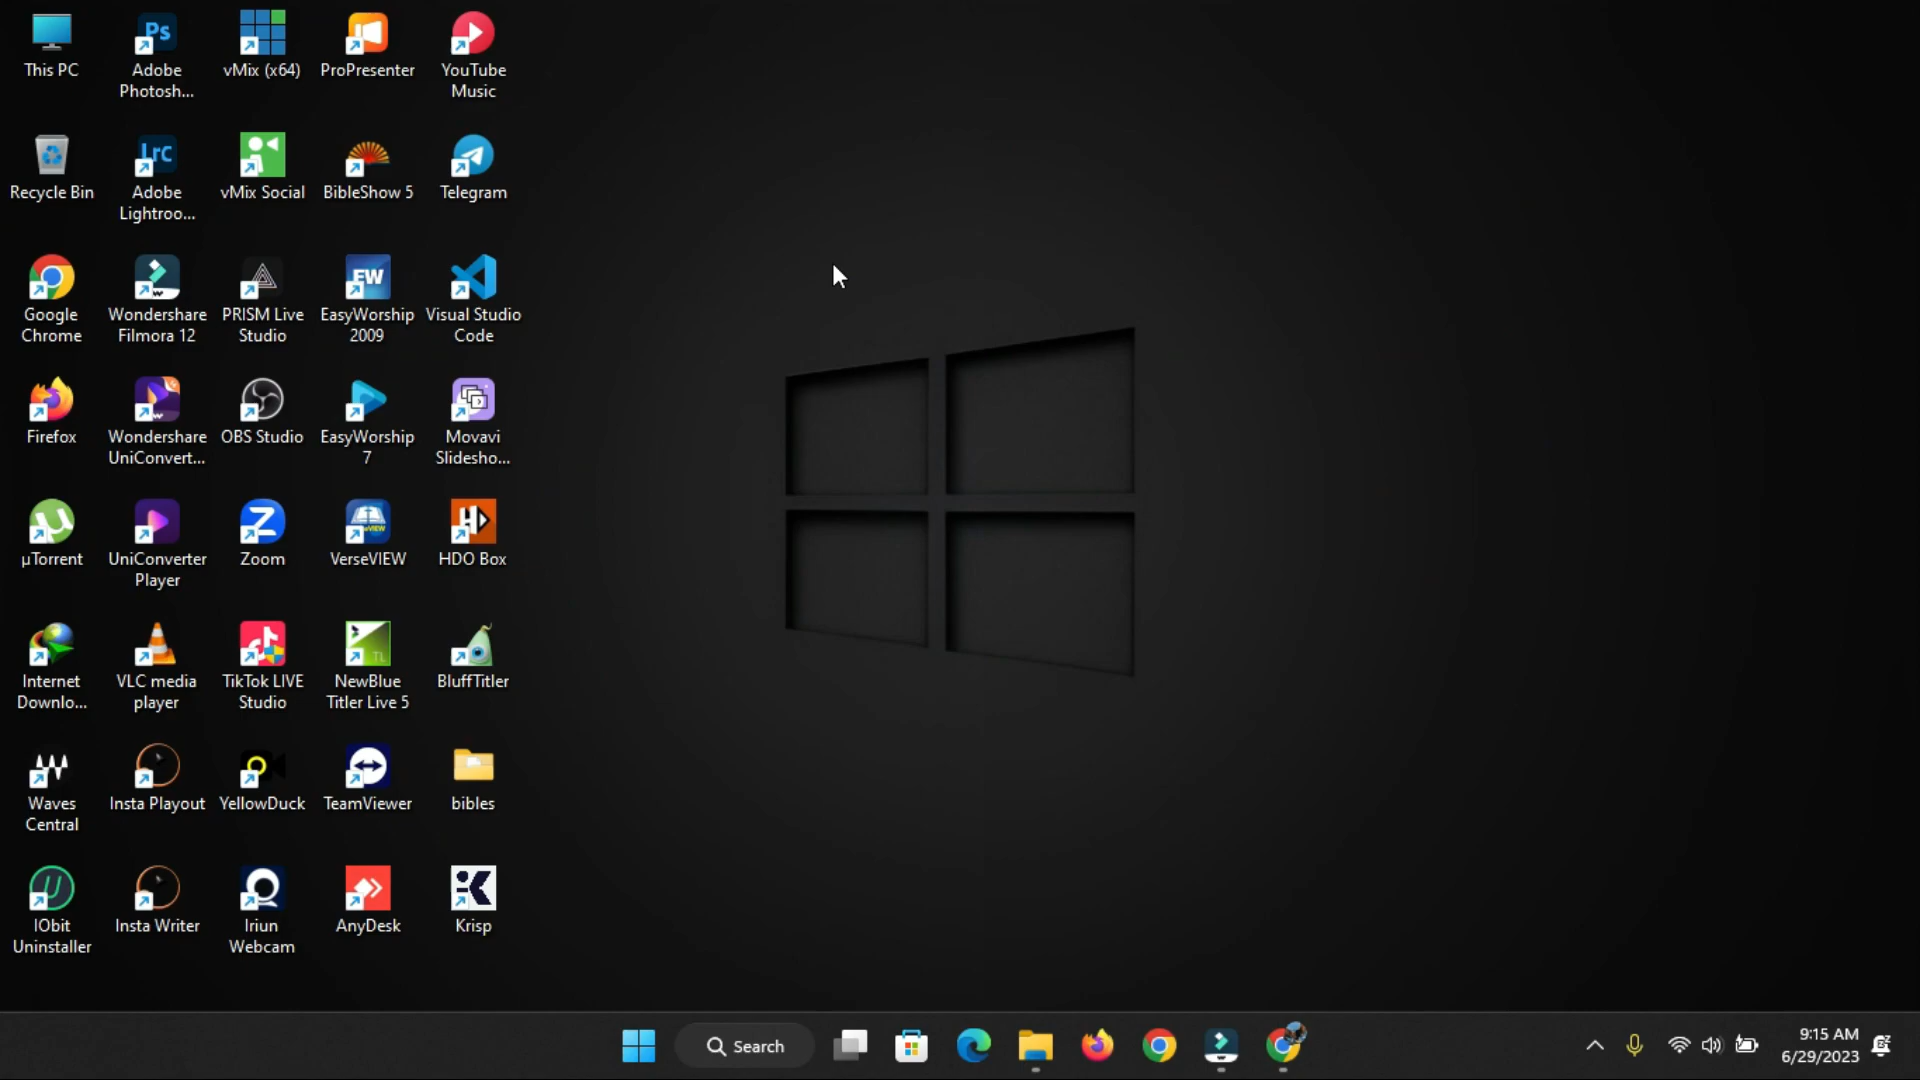 This PC
Adobe
Photosh...
vMix (x64)
ProPresenter
YouTube
Music
Recycle Bin
Adobe
Lightroo...
vMix Social
BibleShow 5
Telegram
Google
Chrome
Wondershare
Filmora 12
PRISM Live
Studio
EasyWorship
2009
Visual Studio
Code
Firefox
Wondershare
UniConvert...
OBS Studio
EasyWorship
7
Movavi
Slidesho...
µTorrent
UniConverter
Player
Zoom
VerseVIEW
HDO Box
Internet
Downlo...
VLC media
player
TikTok LIVE
Studio
NewBlue
Titler Live 5
BluffTitler
Waves
Central
Insta Playout
YellowDuck
TeamViewer
bibles
IObit
Uninstaller
Insta Writer
Iriun
Webcam
AnyDesk
Krisp
Search
9:15 AM
6/29/2023